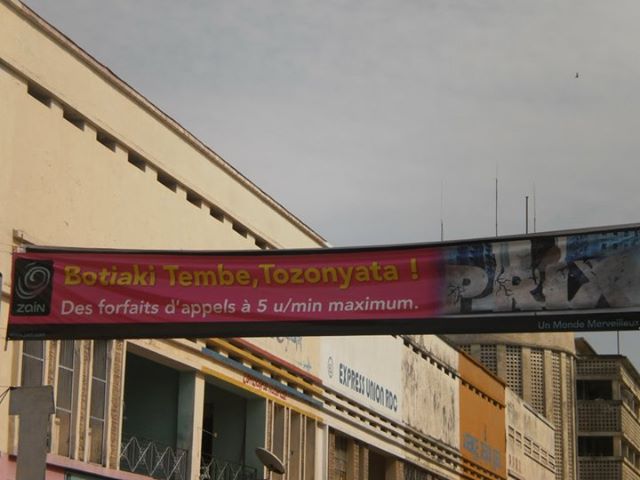 zain
Botiaki Tembe, Tozonyata !
Des forfaits d'appels à 5 u/min maximum.
PRIX
Un Monde Merveilleux
EXPRESS UNION RDC